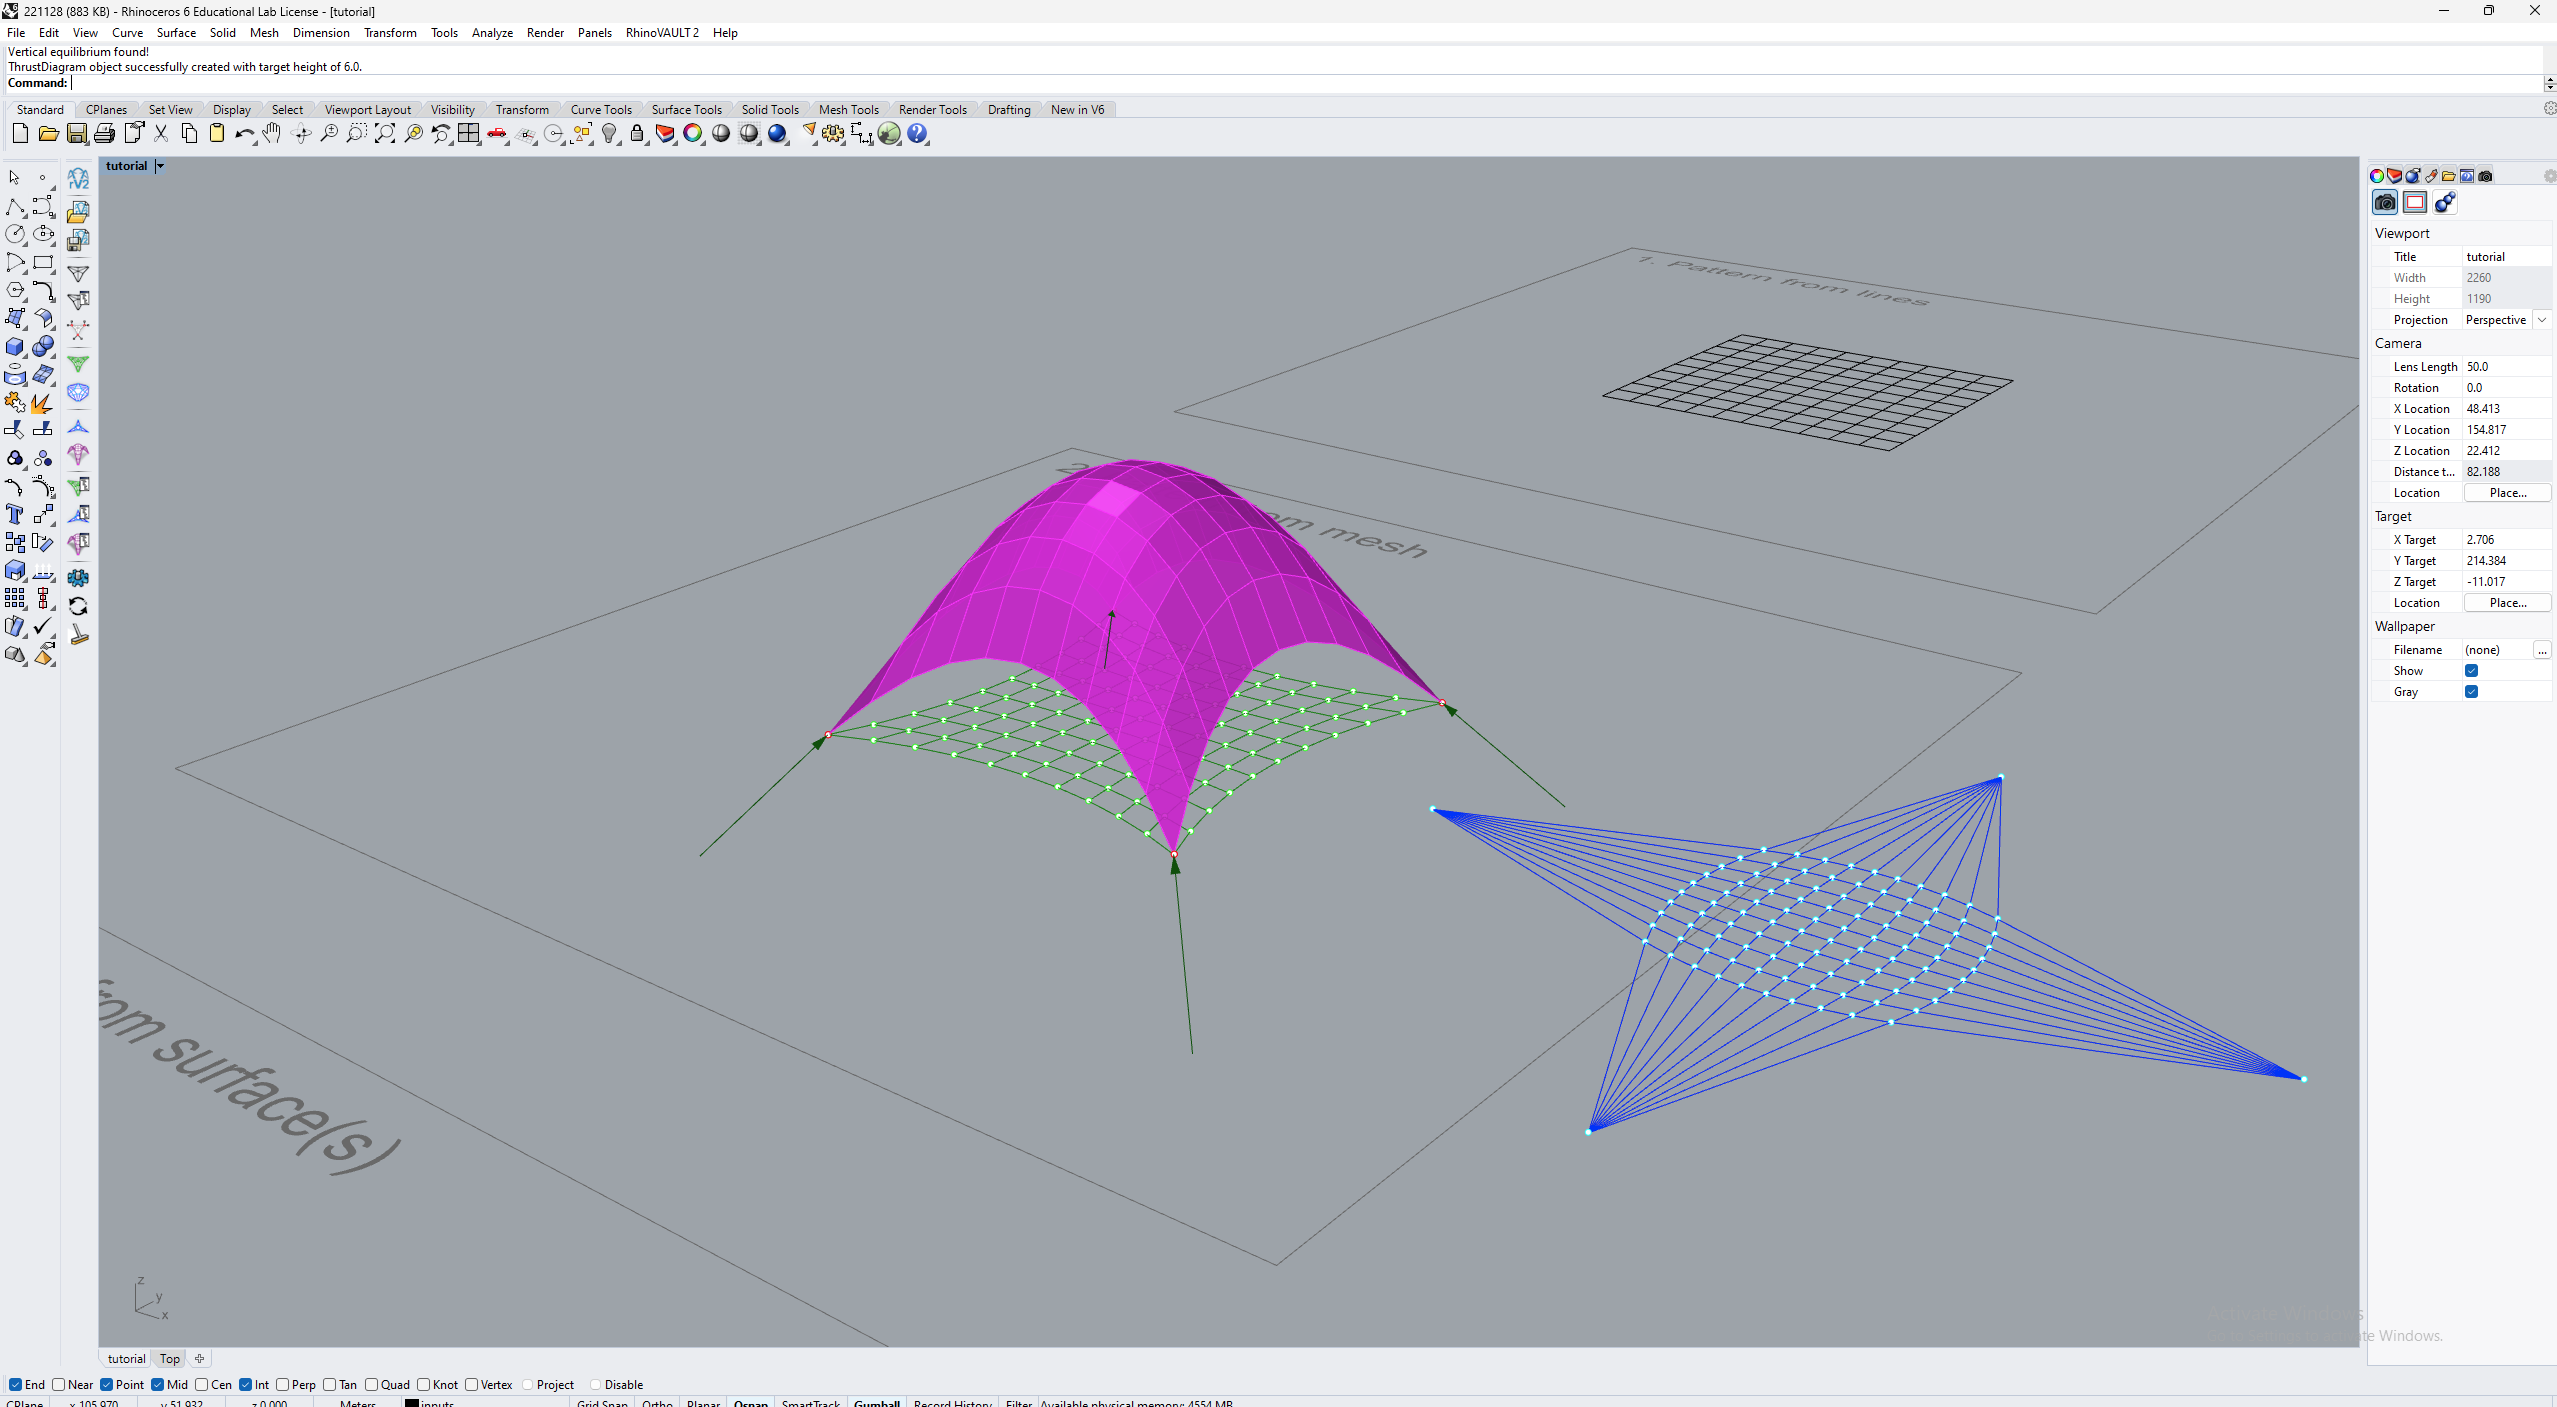 221128 (883 KB) - Rhinoceros 6 Educational Lab License - [tutorial]
File Edit View Curve Surface Solid Mesh Dimension Transform Tools Analyze Render Panels RhinoVAULT2 Help
Vertical equilibrium found!
ThrustDiagram object successfully created with target height of 6.0.
Command:
Standard CPlanes Set View Display Select Viewport Layout Visibility Transform Curve Tools Surface Tools Solid Tools Mesh Tools Render Tools Drafting New in V6
tutorial
rV2
1. Pattern from lines
2
om mesh
from surface(s)
z
y
x
Viewport
Title tutorial
Width 2260
Height 1190
Projection Perspective
Camera
Lens Length 50.0
Rotation 0.0
X Location 48.413
Y Location 154.817
Z Location 22.412
Distance t... 82.188
Location Place...
Target
X Target 2.706
Y Target 214.384
Z Target -11.017
Location Place...
Wallpaper
Filename (none) ...
Show
Gray
Activate Windows
te Windows.
tutorial Top
End Near Point Mid Cen Int Perp Tan Quad Knot Vertex Project Disable
CPlane x 105.970 y 51.932 z 0.000 Meters inputs Grid Snap Ortho Planar Osnap SmartTrack Gumball Record History Filter Available physical memory: 4554 MB